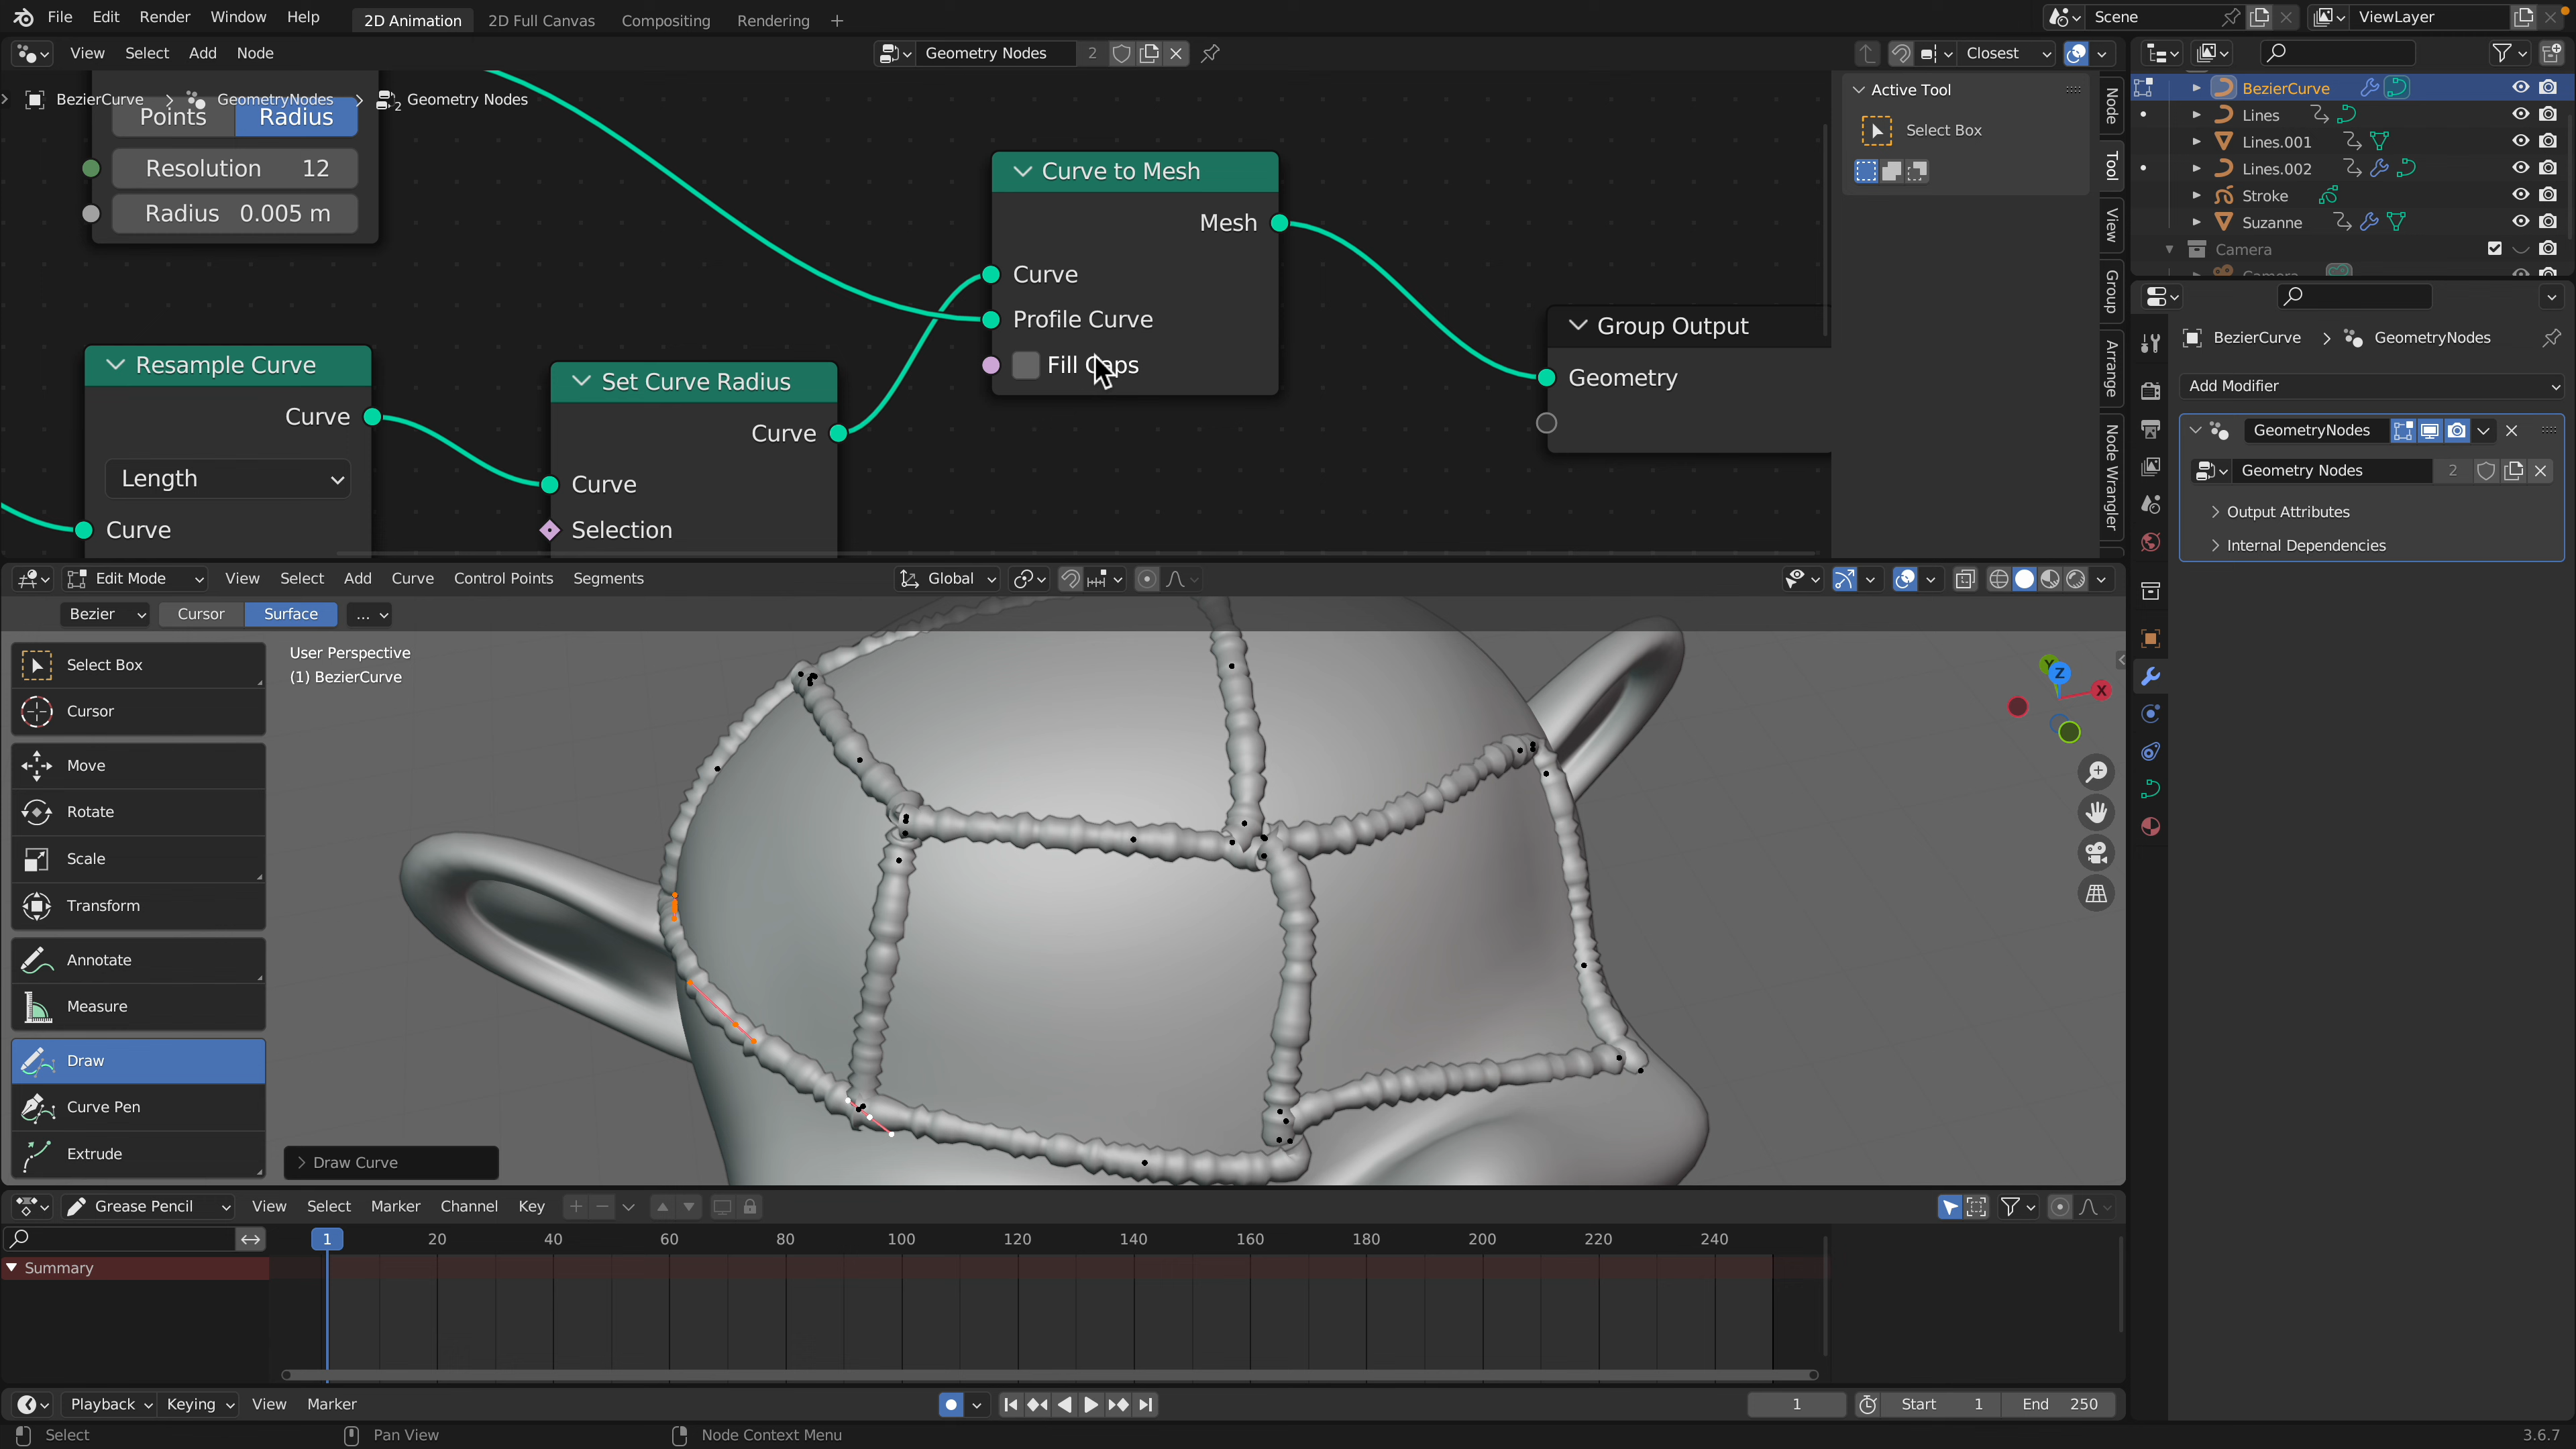 File Edit Render Window Help 2D Animation 2D Full Canvas Compositing Rendering + Scene ViewLayer
View Select Add Node Geometry Nodes 2 Closest
BezierCurve > GeometryNodes > 2 Geometry Nodes
Points Radius
Resolution 12
Radius 0.005 m
Resample Curve
Curve
Length
Curve
Set Curve Radius
Curve
Curve
Selection
Curve to Mesh
Mesh
Curve
Profile Curve
Fill Caps
Group Output
Geometry
Active Tool
Select Box
Node
Tool
View
Group
Arrange
Node Wrangler
BezierCurve
Lines
Lines.001
Lines.002
Stroke
Suzanne
Camera
BezierCurve > GeometryNodes
Add Modifier
GeometryNodes
Geometry Nodes 2
Output Attributes
Internal Dependencies
Edit Mode View Select Add Curve Control Points Segments Global
Bezier Cursor Surface ...
User Perspective
(1) BezierCurve
Select Box
Cursor
Move
Rotate
Scale
Transform
Annotate
Measure
Draw
Curve Pen
Extrude
Draw Curve
Y
Z
X
Grease Pencil View Select Marker Channel Key
1 20 40 60 80 100 120 140 160 180 200 220 240
Summary
Playback Keying View Marker 1 Start 1 End 250
Select Pan View Node Context Menu 3.6.7